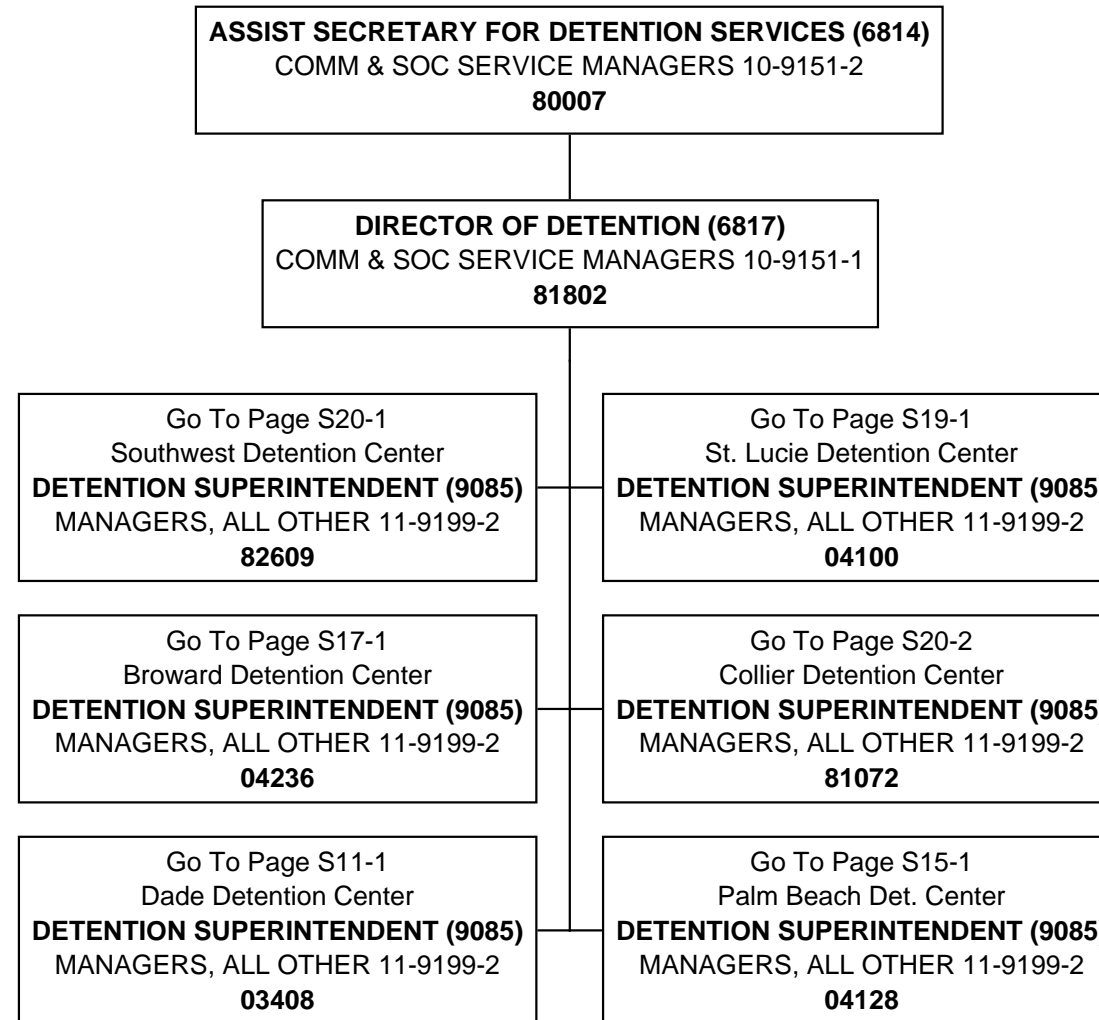 ASSIST SECRETARY FOR DETENTION SERVICES (6814)
COMM & SOC SERVICE MANAGERS 10-9151-2
80007
DIRECTOR OF DETENTION (6817)
COMM & SOC SERVICE MANAGERS 10-9151-1
81802
Go To Page S20-1
Southwest Detention Center
DETENTION SUPERINTENDENT (9085)
MANAGERS, ALL OTHER 11-9199-2
82609
Go To Page S19-1
St. Lucie Detention Center
DETENTION SUPERINTENDENT (9085
MANAGERS, ALL OTHER 11-9199-2
04100
Go To Page S17-1
Broward Detention Center
DETENTION SUPERINTENDENT (9085)
MANAGERS, ALL OTHER 11-9199-2
04236
Go To Page S20-2
Collier Detention Center
DETENTION SUPERINTENDENT (9085
MANAGERS, ALL OTHER 11-9199-2
81072
Go To Page S11-1
Dade Detention Center
DETENTION SUPERINTENDENT (9085)
MANAGERS, ALL OTHER 11-9199-2
03408
Go To Page S15-1
Palm Beach Det. Center
DETENTION SUPERINTENDENT (9085
MANAGERS, ALL OTHER 11-9199-2
04128